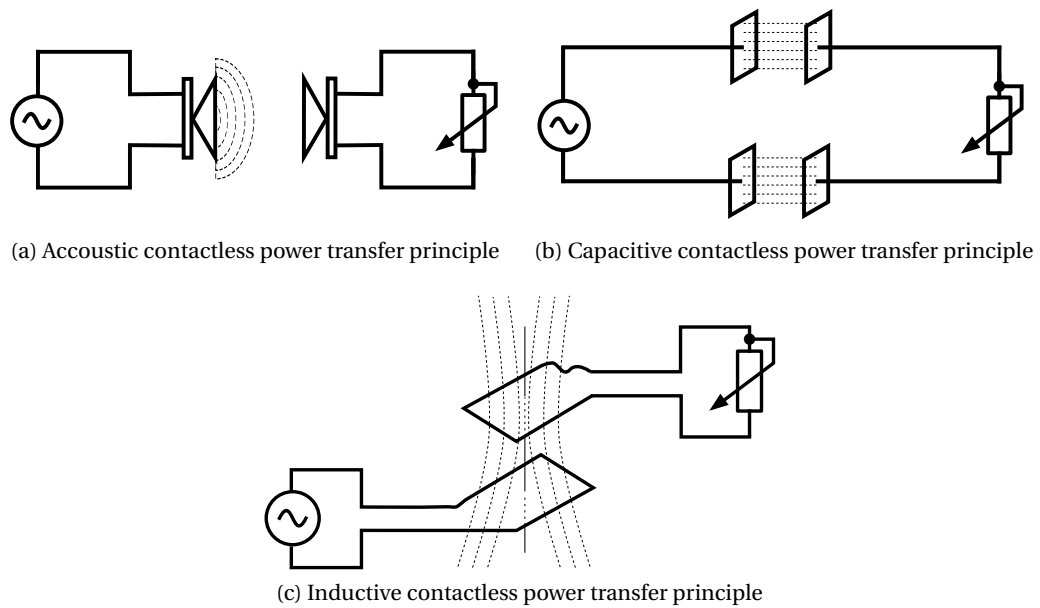 (a) Accoustic contactless power transfer principle
(b) Capacitive contactless power transfer principle
(c) Inductive contactless power transfer principle